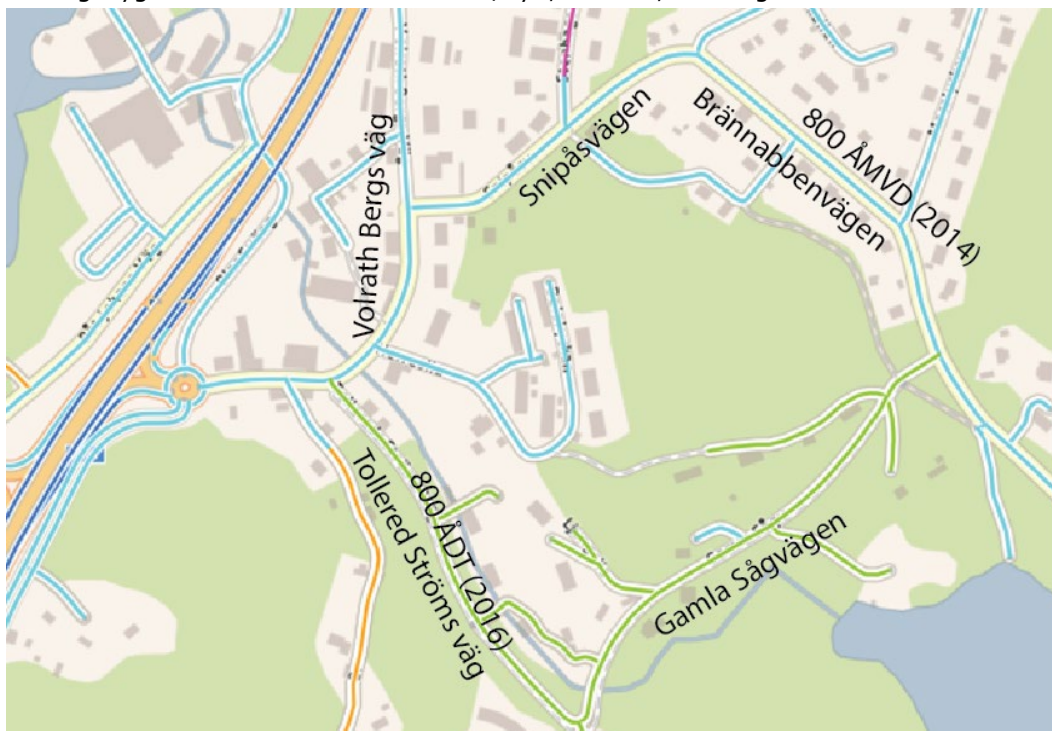 Volrath Bergs väg
Snipåsvägen
Brännabbenvägen
800 ÅMVD (2014)
Tollered Ströms väg
800 ÅDT (2016)
Gamla Sågvägen